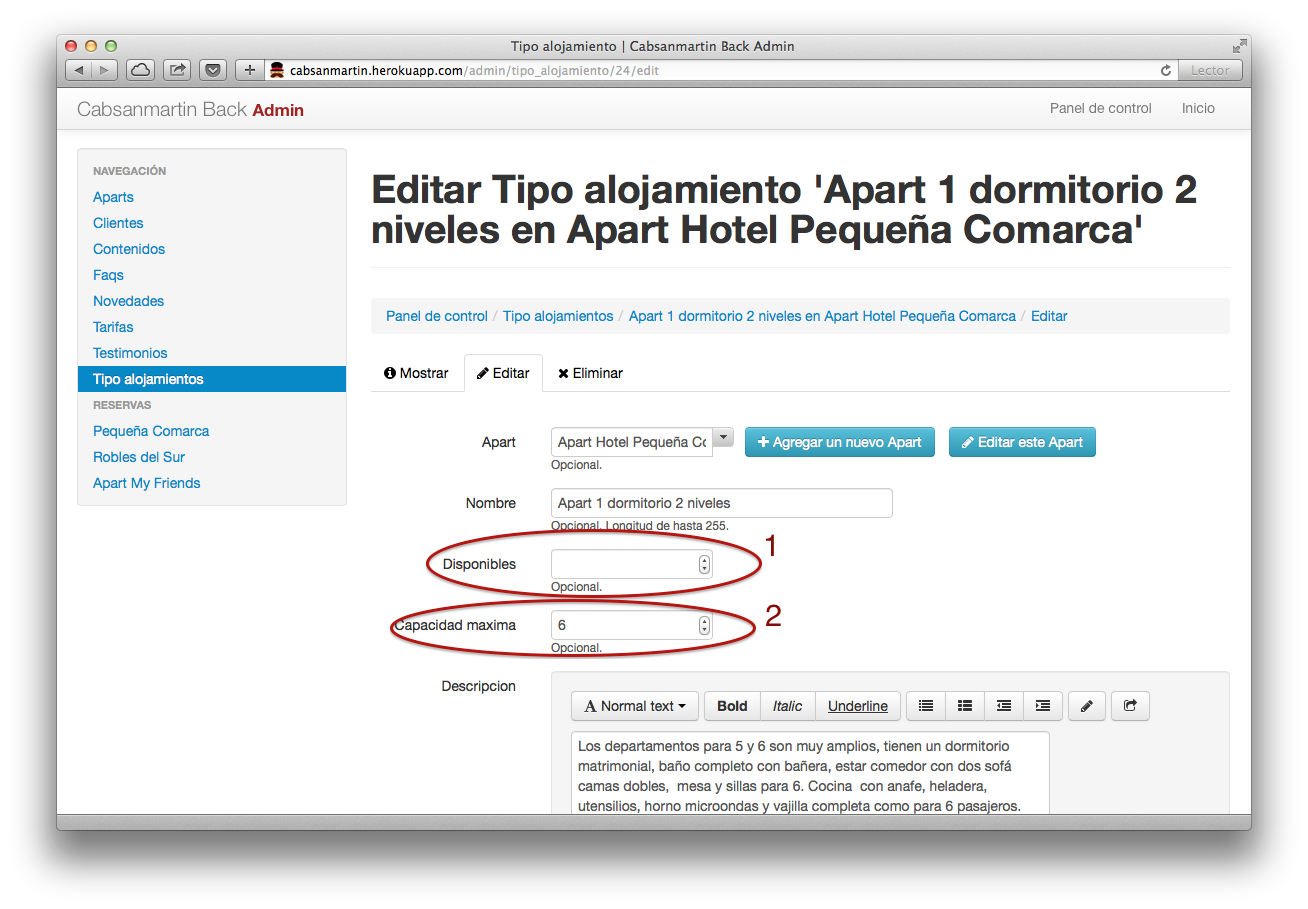 Tipo alojamiento | Cabsanmartin Back Admin
cabsanmartin.herokuapp.com/admin/tipo_alojamiento/24/edit
Lector
Cabsanmartin Back Admin
Panel de control
Inicio
NAVEGACIÓN
Aparts
Clientes
Contenidos
Faqs
Novedades
Tarifas
Testimonios
Tipo alojamientos
RESERVAS
Pequeña Comarca
Robles del Sur
Apart My Friends
Editar Tipo alojamiento 'Apart 1 dormitorio 2
niveles en Apart Hotel Pequeña Comarca'
Panel de control / Tipo alojamientos / Apart 1 dormitorio 2 niveles en Apart Hotel Pequeña Comarca / Editar
Mostrar
Editar
Eliminar
Apart
Apart Hotel Pequeña Co
Agregar un nuevo Apart
Editar este Apart
Opcional.
Nombre
Apart 1 dormitorio 2 niveles
Opcional. Longitud de hasta 255.
1
Disponibles
Opcional.
2
Capacidad maxima
6
Opcional.
Descripcion
A Normal text
Bold
Italic
Underline
Los departamentos para 5 y 6 son muy amplios, tienen un dormitorio
matrimonial, baño completo con bañera, estar comedor con dos sofá
camas dobles, mesa y sillas para 6. Cocina con anafe, heladera,
utensilios, horno microondas y vajilla completa como para 6 pasajeros.